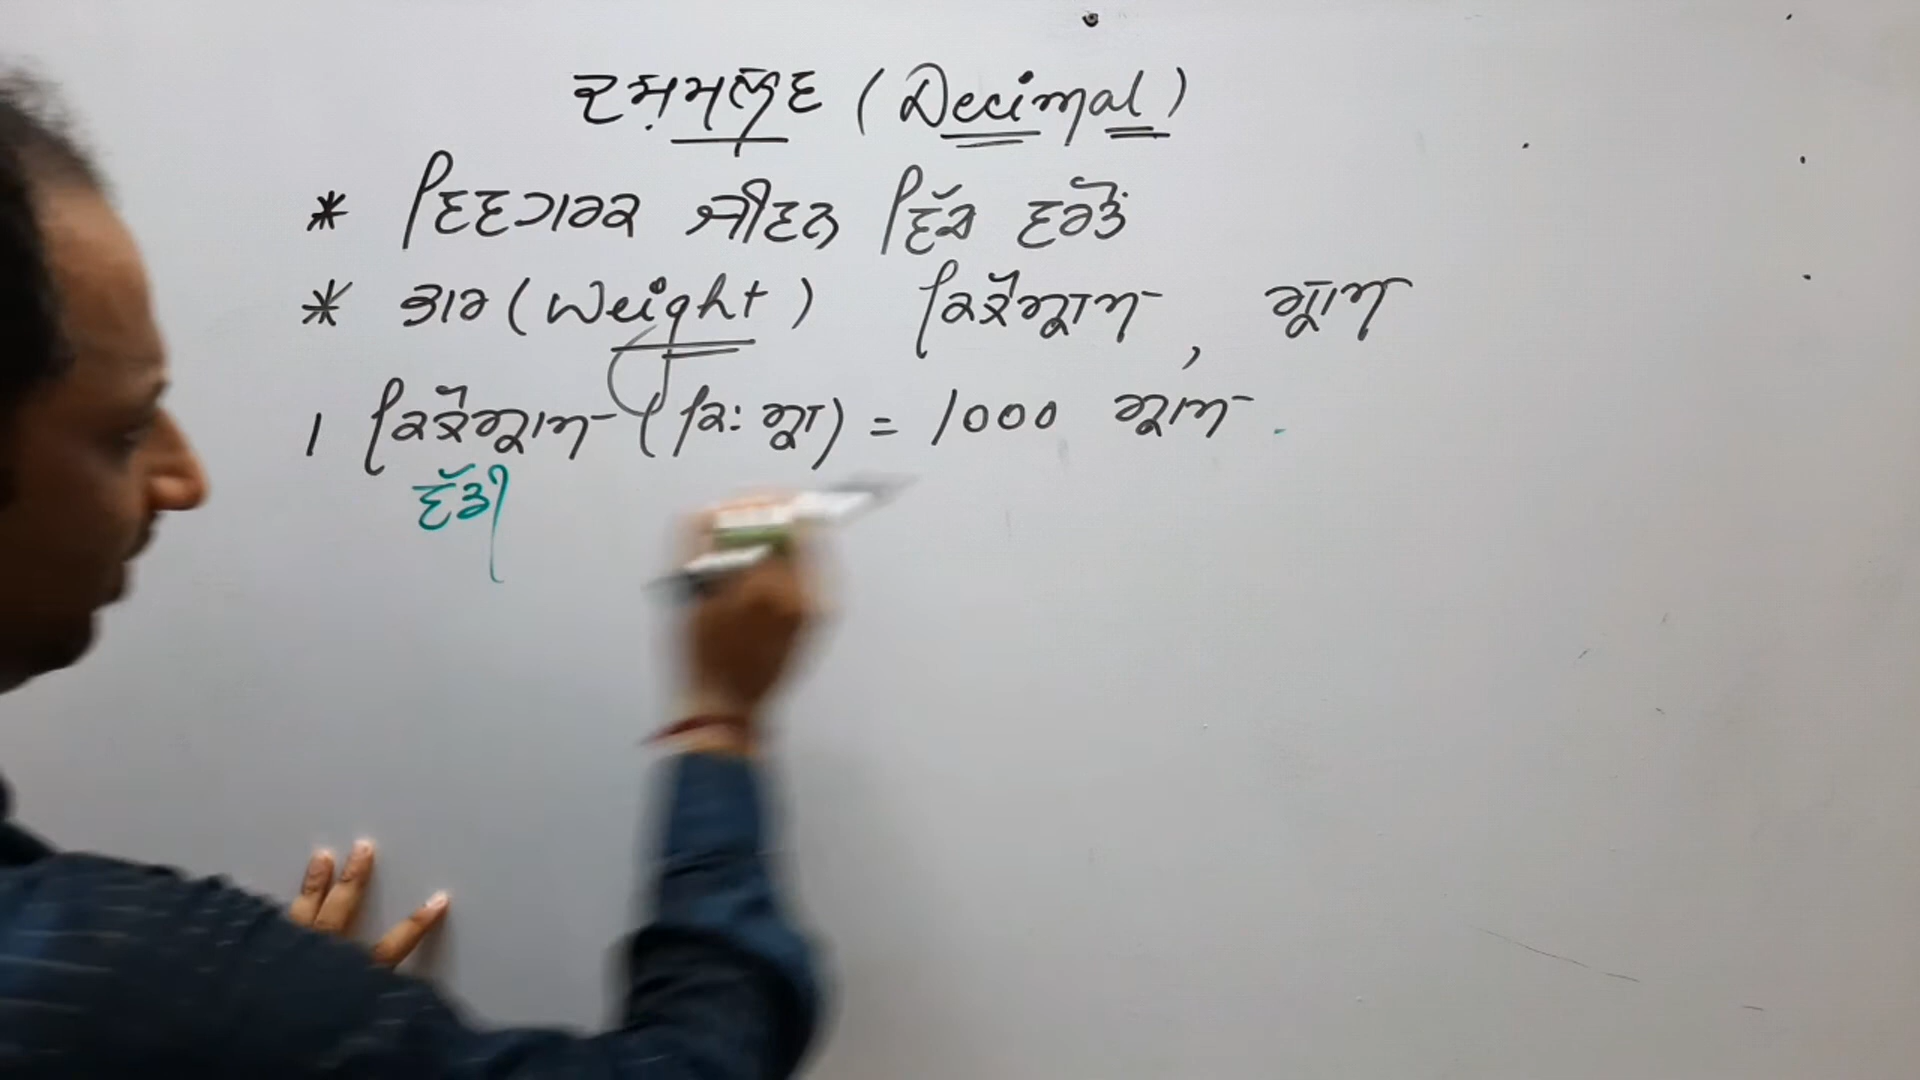 ਦਸ਼ਮਲਵ (Decimal)
* ਵਿਵਹਾਰਕ ਜੀਵਨ ਵਿੱਚ ਵਰਤੋਂ
* ਭਾਰ (Weight) ਕਿਲੋਗ੍ਰਾਮ , ਗ੍ਰਾਮ
1 ਕਿਲੋਗ੍ਰਾਮ (ਕਿ: ਗ੍ਰਾ) = 1000 ਗ੍ਰਾਮ .
ਵੱਡੀ